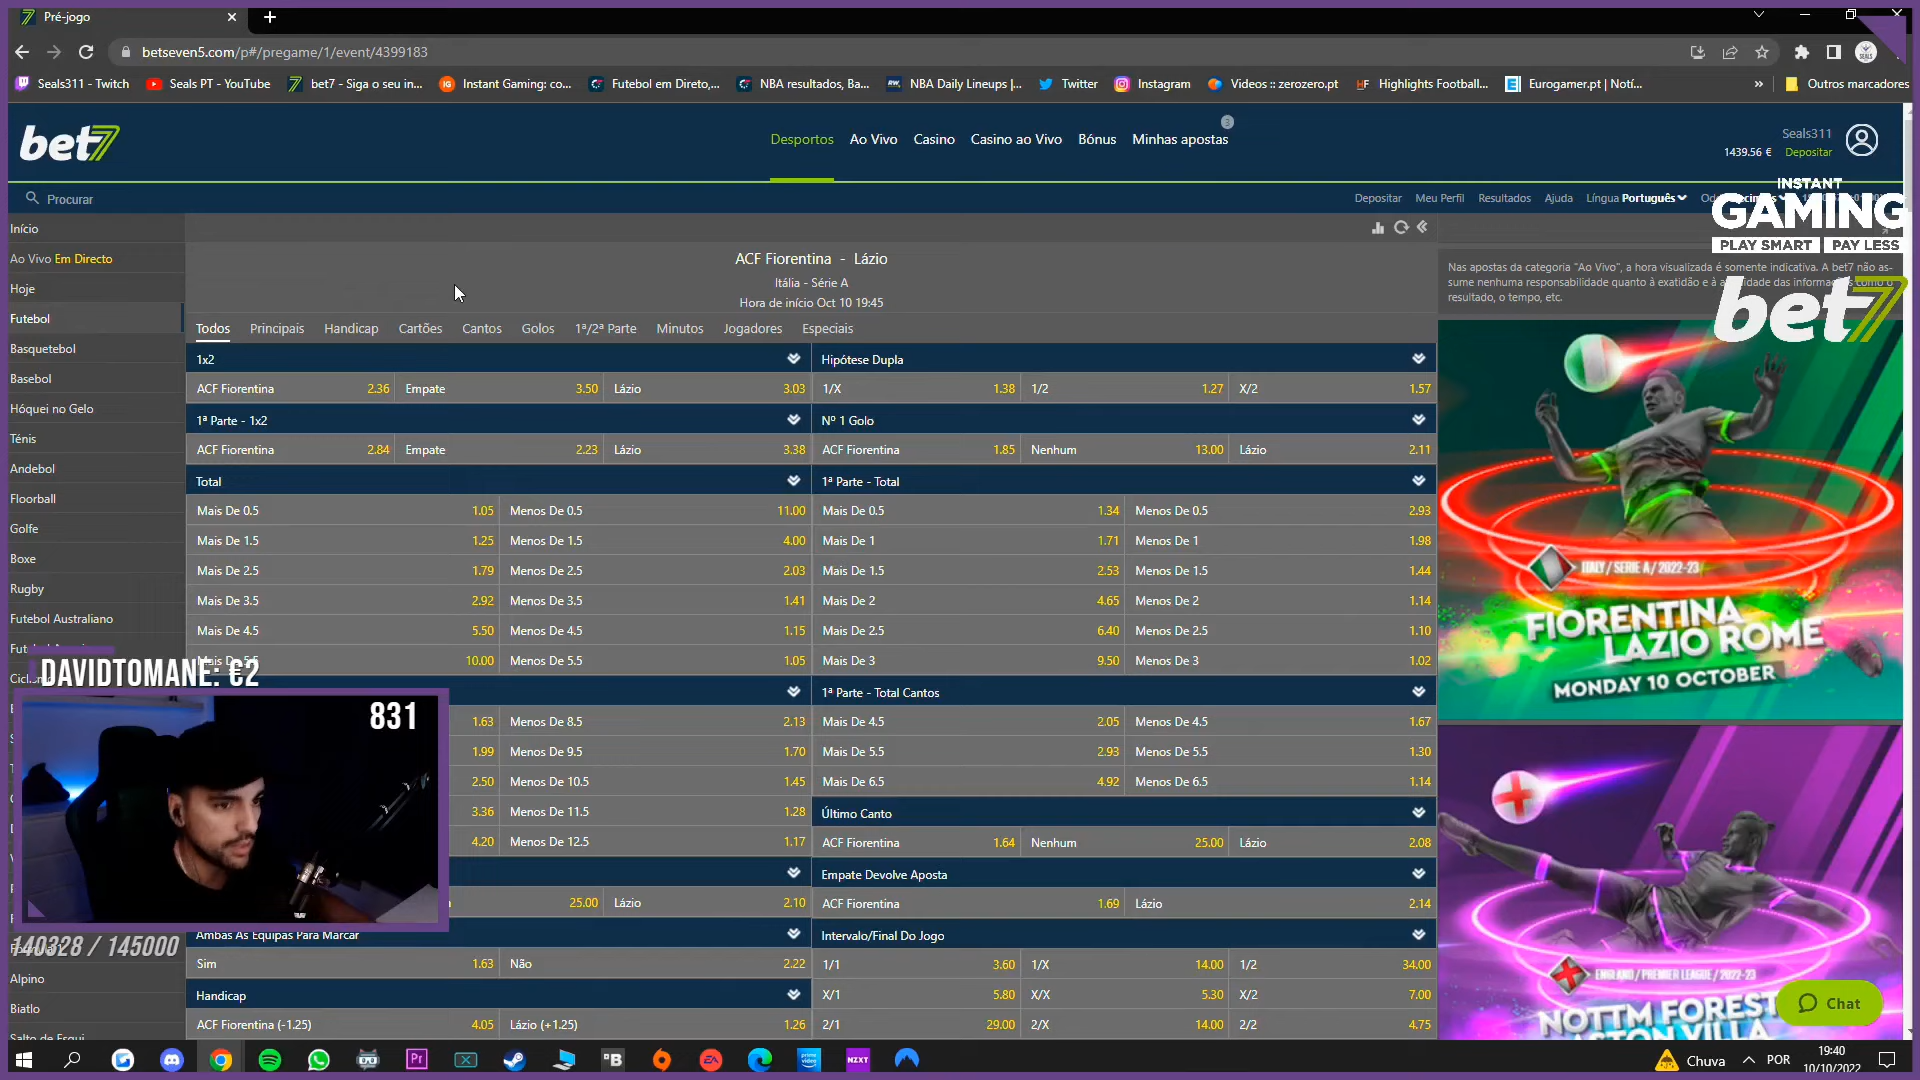 Pré-jogo
betseven5.com/p#/pregame/1/event/4399183
Seals311 - Twitch
Seals PT - YouTube
bet7 - Siga o seu in...
Instant Gaming: co...
Futebol em Direto,...
NBA resultados, Ba...
NBA Daily Lineups |...
Twitter
Instagram
Videos :: zerozero.pt
Highlights Football...
Eurogamer.pt | Notí...
Outros marcadores
bet7
Desportos
Ao Vivo
Casino
Casino ao Vivo
Bónus
Minhas apostas
3
Seals311
1439.56 €
Depositar
Procurar
Depositar
Meu Perfil
Resultados
Ajuda
Língua Português
INSTANT
GAMING
PLAY SMART
PAY LESS
bet7
Início
Ao Vivo Em Directo
Hoje
Futebol
Basquetebol
Basebol
Hóquei no Gelo
Ténis
Andebol
Floorball
Golfe
Boxe
Rugby
Futebol Australiano
Alpino
Biatlo
Salto de Esqui
DAVIDTOMANE: €2
831
140328 / 145000
ACF Fiorentina - Lázio
Itália - Série A
Hora de início Oct 10 19:45
Todos
Principais
Handicap
Cartões
Cantos
Golos
1ª/2ª Parte
Minutos
Jogadores
Especiais
1x2
ACF Fiorentina 2.36 Empate 3.50 Lázio 3.03
1ª Parte - 1x2
ACF Fiorentina 2.84 Empate 2.23 Lázio 3.38
Total
Mais De 0.5 1.05 Menos De 0.5 11.00
Mais De 1.5 1.25 Menos De 1.5 4.00
Mais De 2.5 1.79 Menos De 2.5 2.03
Mais De 3.5 2.92 Menos De 3.5 1.41
Mais De 4.5 5.50 Menos De 4.5 1.15
Mais De 5.5 10.00 Menos De 5.5 1.05
1.63 Menos De 8.5 2.13
1.99 Menos De 9.5 1.70
2.50 Menos De 10.5 1.45
3.36 Menos De 11.5 1.28
4.20 Menos De 12.5 1.17
25.00 Lázio 2.10
Ambas As Equipas Para Marcar
Sim 1.63 Não 2.22
Handicap
ACF Fiorentina (-1.25) 4.05 Lázio (+1.25) 1.26
Hipótese Dupla
1/X 1.38 1/2 1.27 X/2 1.57
Nº 1 Golo
ACF Fiorentina 1.85 Nenhum 13.00 Lázio 2.11
1ª Parte - Total
Mais De 0.5 1.34 Menos De 0.5 2.93
Mais De 1 1.71 Menos De 1 1.98
Mais De 1.5 2.53 Menos De 1.5 1.44
Mais De 2 4.65 Menos De 2 1.14
Mais De 2.5 6.40 Menos De 2.5 1.10
Mais De 3 9.50 Menos De 3 1.02
1ª Parte - Total Cantos
Mais De 4.5 2.05 Menos De 4.5 1.67
Mais De 5.5 2.93 Menos De 5.5 1.30
Mais De 6.5 4.92 Menos De 6.5 1.14
Último Canto
ACF Fiorentina 1.64 Nenhum 25.00 Lázio 2.08
Empate Devolve Aposta
ACF Fiorentina 1.69 Lázio 2.14
Intervalo/Final Do Jogo
1/1 3.60 1/X 14.00 1/2 34.00
X/1 5.80 X/X 5.30 X/2 7.00
2/1 29.00 2/X 14.00 2/2 4.75
Nas apostas da categoria "Ao Vivo", a hora visualizada é somente indicativa. A bet7 não as-
sume nenhuma responsabilidade quanto à exatidão e à
resultado, o tempo, etc.
ITALY / SERIE A / 2022-23
FIORENTINA
LAZIO ROME
MONDAY 10 OCTOBER
ENGLAND / PREMIER LEAGUE / 2022-23
NOTTM FOREST
ASTON VILLA
Chat
Chuva
POR
19:40
10/10/2022
Pr
NZXT
prime video